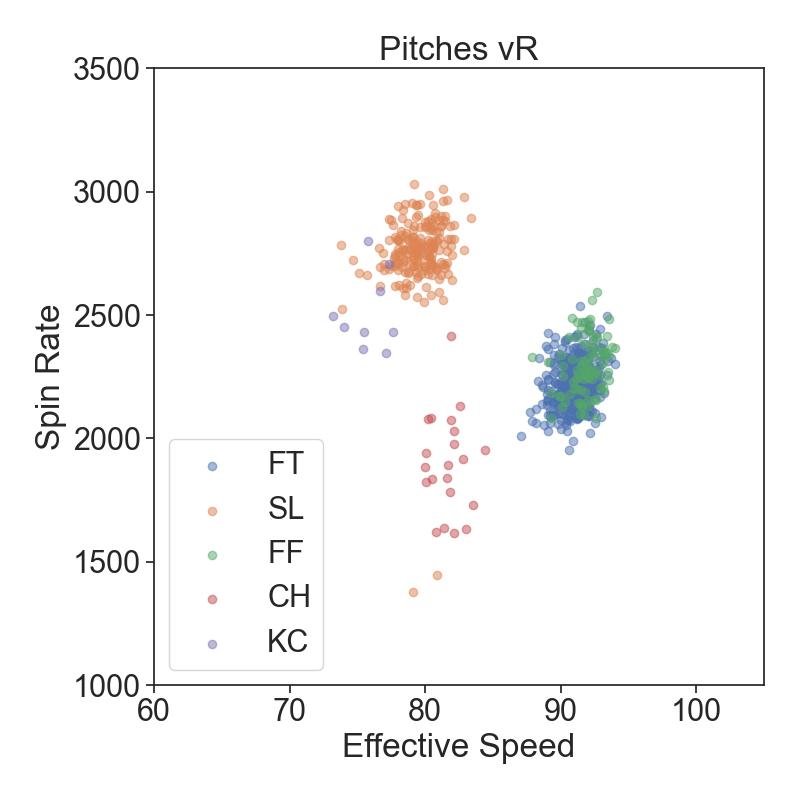 Pitches vR
3500
3000
2500
2000
1500
1000
Spin Rate
FT
SL
FF
CH
KC
60 70 80 90 100
Effective Speed